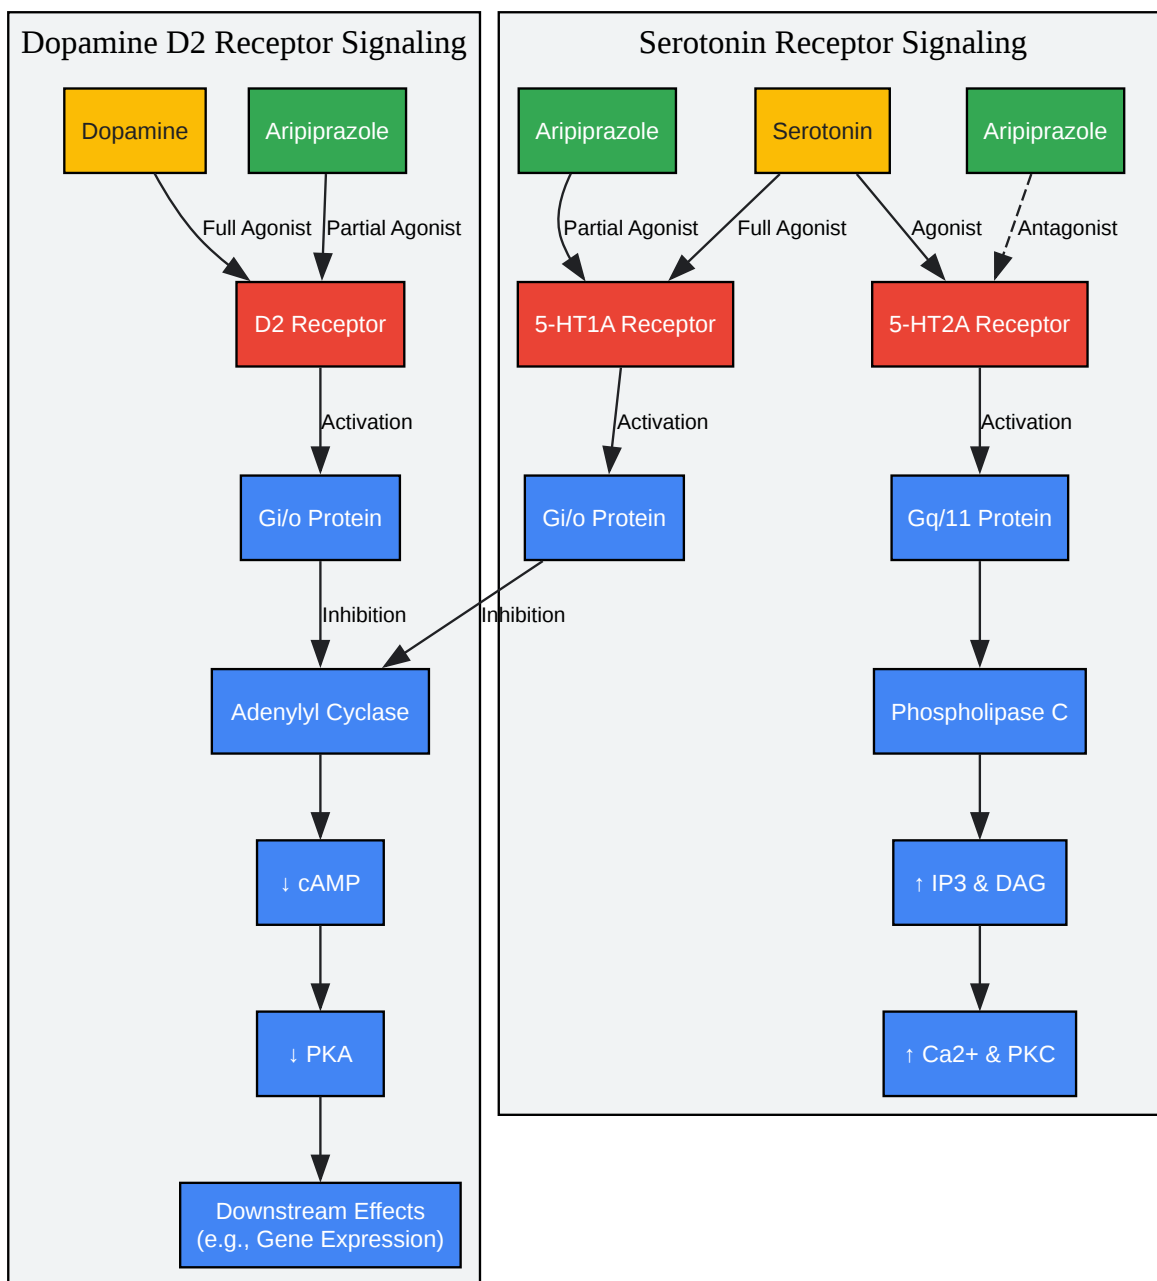 Dopamine D2 Receptor Signaling
Dopamine
Aripiprazole
Full Agonist
Partial Agonist
D2 Receptor
Activation
Gi/o Protein
Inhibition
Adenylyl Cyclase
↓ cAMP
↓ PKA
Downstream Effects
(e.g., Gene Expression)
Serotonin Receptor Signaling
Aripiprazole
Serotonin
Aripiprazole
Partial Agonist
Full Agonist
Agonist
Antagonist
5-HT1A Receptor
5-HT2A Receptor
Activation
Activation
Gi/o Protein
Gq/11 Protein
Inhibition
Phospholipase C
↑ IP3 & DAG
↑ Ca2+ & PKC